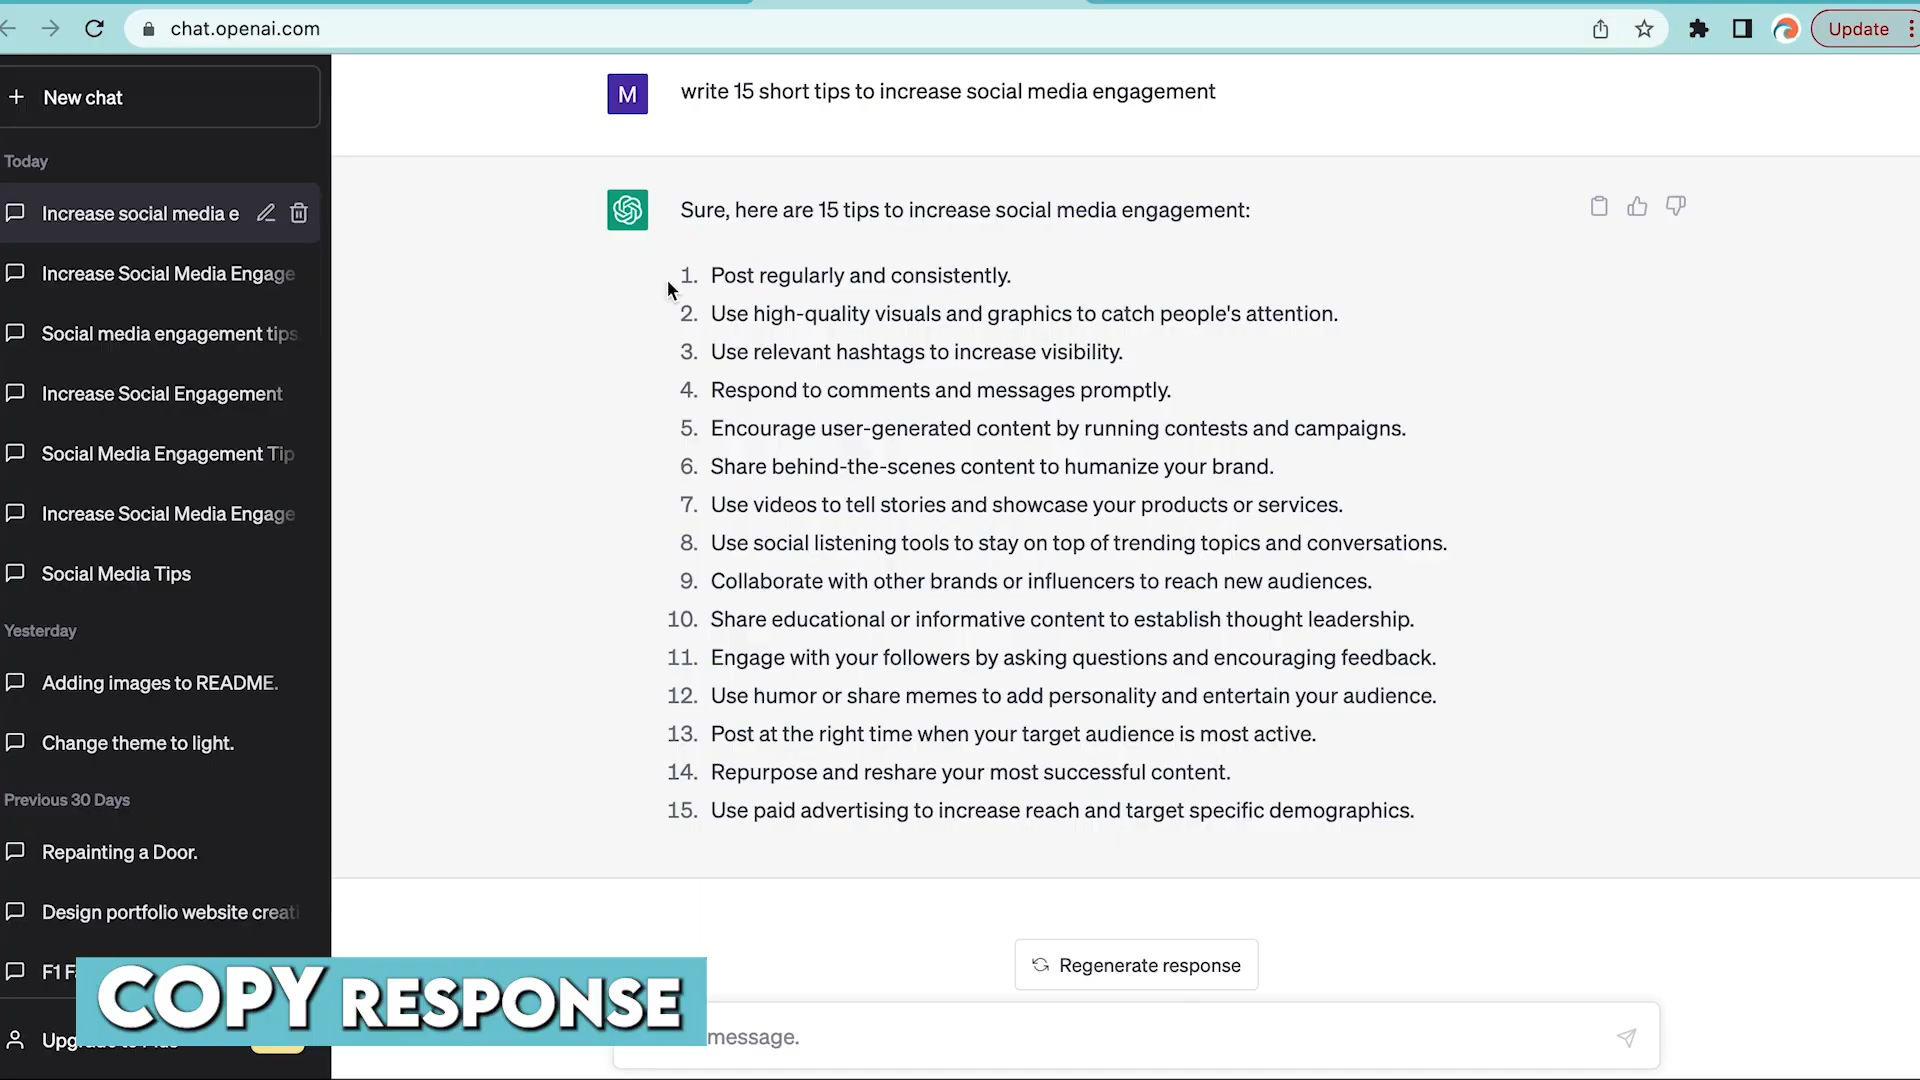 chat.openai.com
Update
New chat
Today
Increase social media e
Increase Social Media Engage
Social media engagement tips
Increase Social Engagement
Social Media Engagement Tip
Increase Social Media Engage
Social Media Tips
Yesterday
Adding images to README.
Change theme to light.
Previous 30 Days
Repainting a Door.
Design portfolio website creati
F1 F
Upg
M
write 15 short tips to increase social media engagement
Sure, here are 15 tips to increase social media engagement:
1. Post regularly and consistently.
2. Use high-quality visuals and graphics to catch people's attention.
3. Use relevant hashtags to increase visibility.
4. Respond to comments and messages promptly.
5. Encourage user-generated content by running contests and campaigns.
6. Share behind-the-scenes content to humanize your brand.
7. Use videos to tell stories and showcase your products or services.
8. Use social listening tools to stay on top of trending topics and conversations.
9. Collaborate with other brands or influencers to reach new audiences.
10. Share educational or informative content to establish thought leadership.
11. Engage with your followers by asking questions and encouraging feedback.
12. Use humor or share memes to add personality and entertain your audience.
13. Post at the right time when your target audience is most active.
14. Repurpose and reshare your most successful content.
15. Use paid advertising to increase reach and target specific demographics.
Regenerate response
message.
COPY RESPONSE